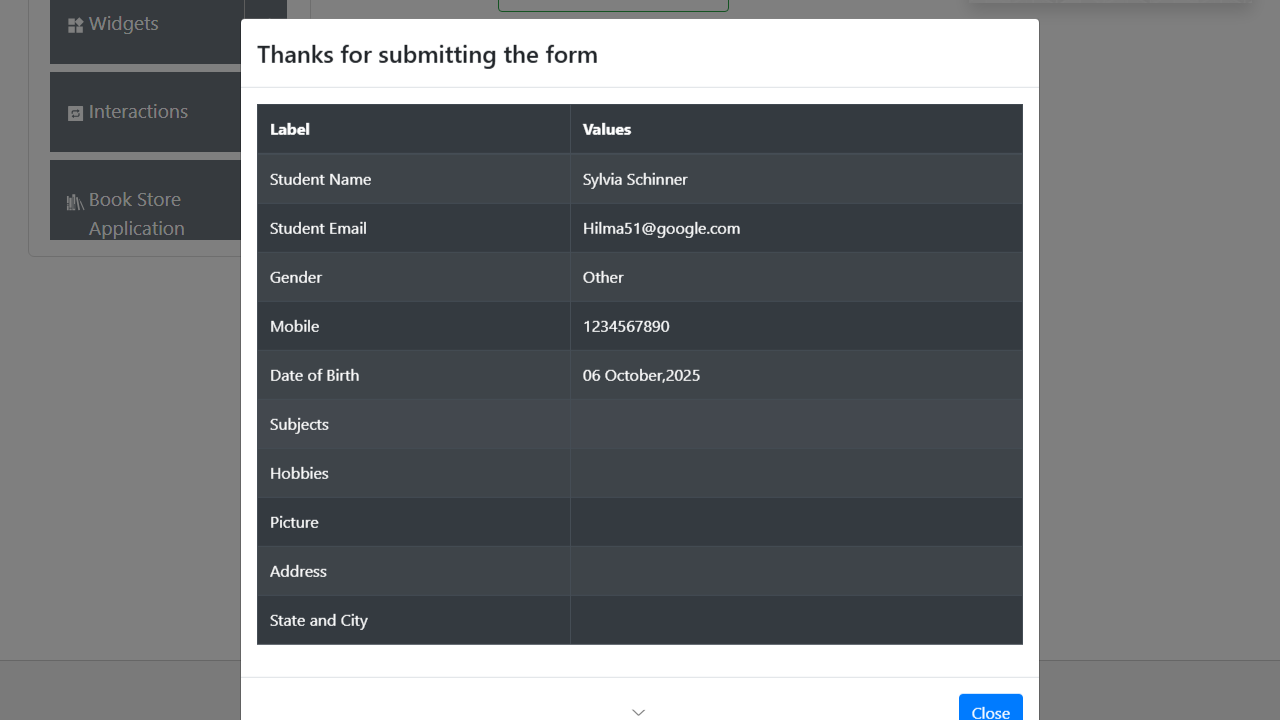 Widgets
Interactions
Book Store
Application
Thanks for submitting the form
Label Values
Student Name Sylvia Schinner
Student Email Hilma51@google.com
Gender Other
Mobile 1234567890
Date of Birth 06 October,2025
Subjects
Hobbies
Picture
Address
State and City
Close